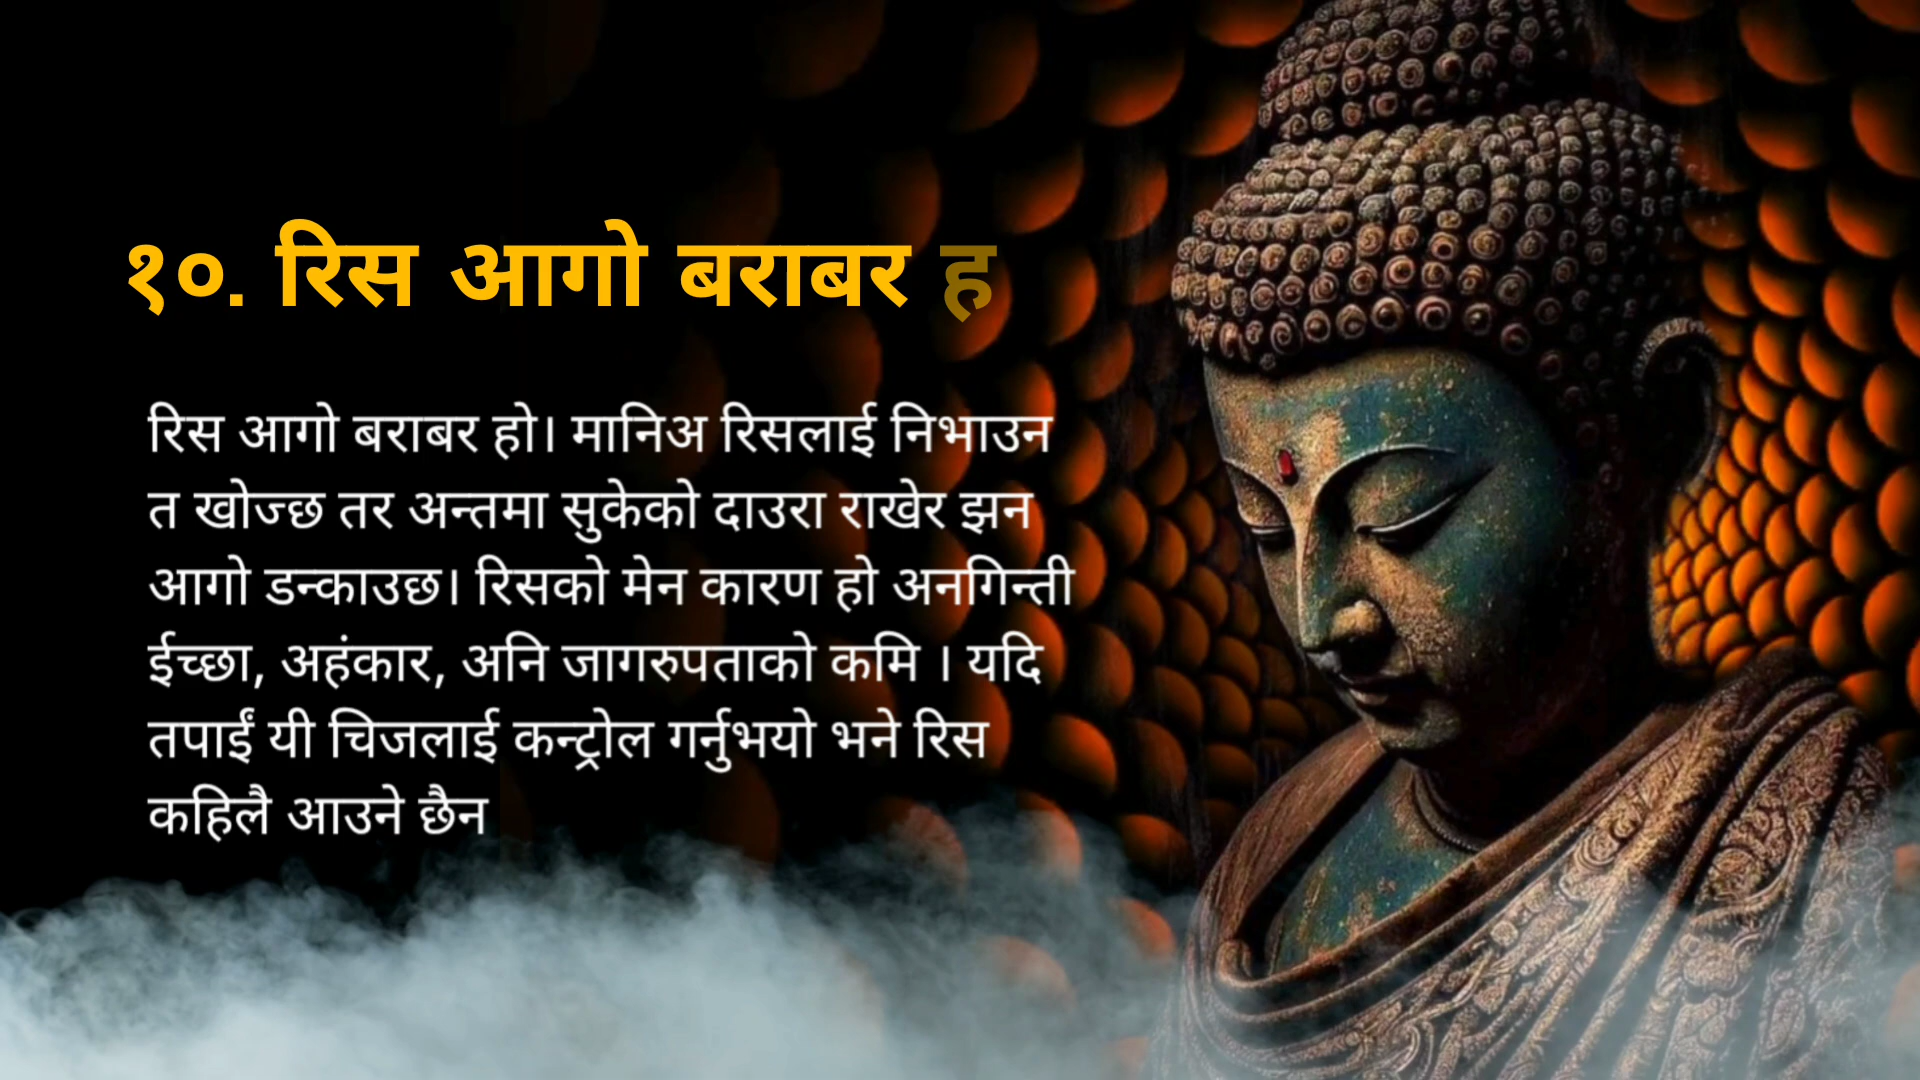 १०. रिस आगो बराबर ह
रिस आगो बराबर हो। मानिअ रिसलाई निभाउन
त खोज्छ तर अन्तमा सुकेको दाउरा राखेर झन
आगो डन्काउछ। रिसको मेन कारण हो अनगिन्ती
ईच्छा, अहंकार, अनि जागरुपताको कमि । यदि
तपाईं यी चिजलाई कन्ट्रोल गर्नुभयो भने रिस
कहिलै आउने छैन